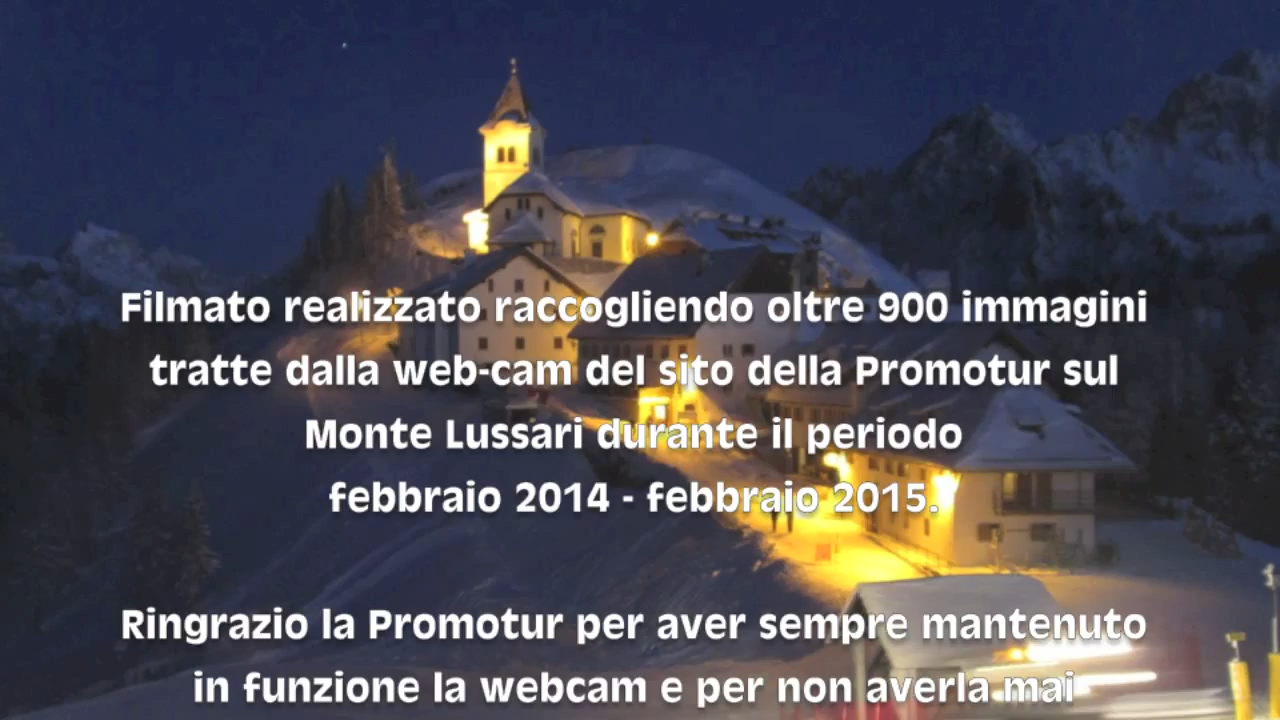 Filmato realizzato raccogliendo oltre 900 immagini
tratte dalla web-cam del sito della Promotur sul
Monte Lussari durante il periodo
febbraio 2014 - febbraio 2015.
Ringrazio la Promotur per aver sempre mantenuto
in funzione la webcam e per non averla mai